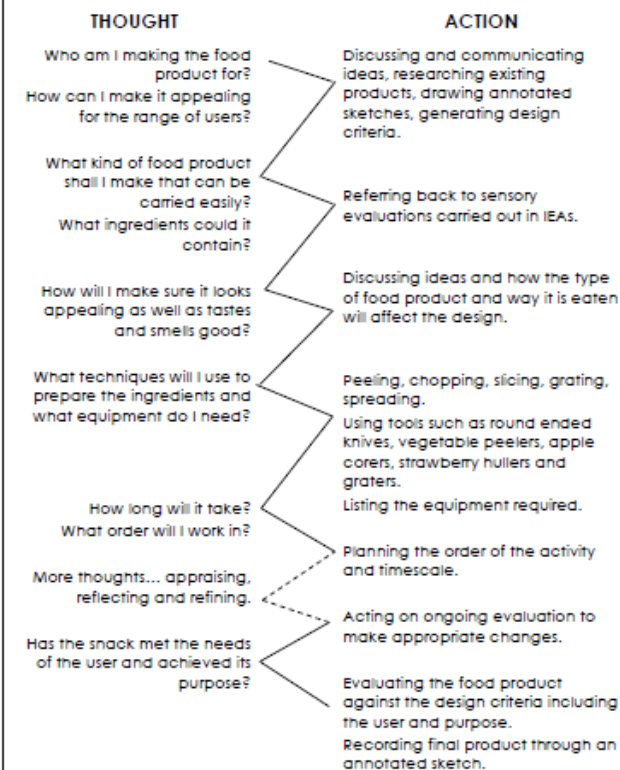 THOUGHT
ACTION
Who am I making the food
product for?
How can I make it appealing
for the range of users?
Discussing and communicating
ideas, researching existing
products, drawing annotated
sketches, generating design
criteria.
What kind of food product
shall I make that can be
carried easily?
What ingredients could it
contain?
Referring back to sensory
evaluations carried out in IEAs.
How will I make sure it looks
appealing as well as tastes
and smells good?
Discussing ideas and how the type
of food product and way it is eaten
will affect the design.
What techniques will I use to
prepare the ingredients and
what equipment do I need?
Peeling, chopping, slicing, grating,
spreading.
Using tools such as round ended
knives, vegetable peelers, apple
corers, strawberry hullers and
graters.
Listing the equipment required.
How long will it take?
What order will I work in?
Planning the order of the activity
and timescale.
More thoughts... appraising,
reflecting and refining.
Acting on ongoing evaluation to
make appropriate changes.
Has the snack met the needs
of the user and achieved its
purpose?
Evaluating the food product
against the design criteria including
the user and purpose.
Recording final product through an
annotated sketch.